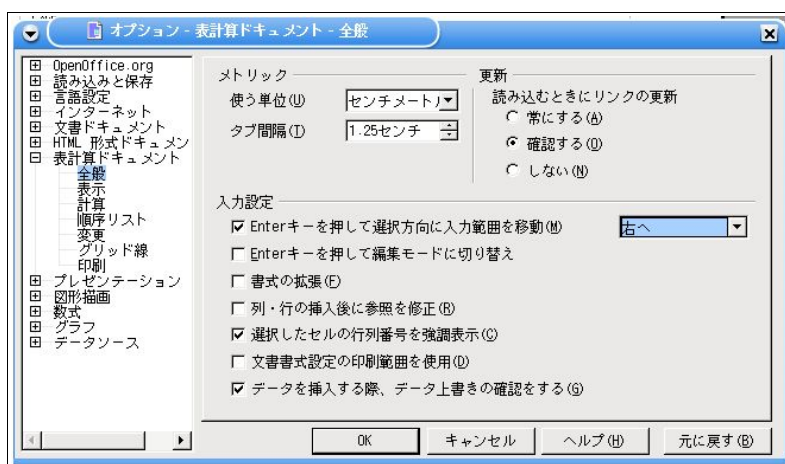 オプション - 表計算ドキュメント - 全般
OpenOffice.org
読み込みと保存
言語設定
インターネット
文書ドキュメント
HTML 形式ドキュメン
表計算ドキュメント
全般
表示
計算
順序リスト
変更
グリッド線
印刷
プレゼンテーション
図形描画
数式
グラフ
データソース
メトリック
使う単位(U) センチメートル
タブ間隔(T) 1.25センチ
更新
読み込むときにリンクの更新
常にする(A)
確認する(O)
しない(N)
入力設定
Enterキーを押して選択方向に入力範囲を移動(M) 右へ
Enterキーを押して編集モードに切り替え
書式の拡張(F)
列・行の挿入後に参照を修正(R)
選択したセルの行列番号を強調表示(C)
文書書式設定の印刷範囲を使用(D)
データを挿入する際、データ上書きの確認をする(G)
OK キャンセル ヘルプ(H) 元に戻す(B)